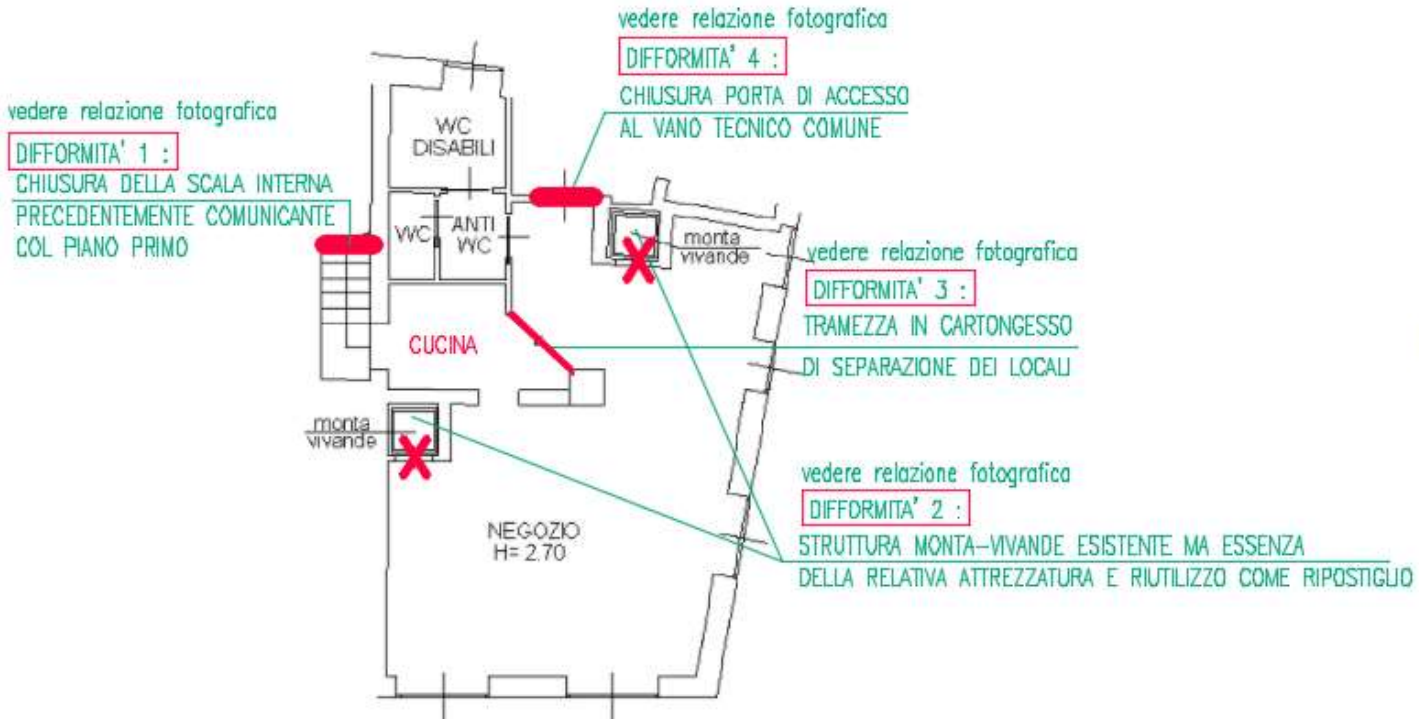 vedere relazione fotografica
DIFFORMITA' 4 :
CHIUSURA PORTA DI ACCESSO
AL VANO TECNICO COMUNE
vedere relazione fotografica
DIFFORMITA' 1 :
CHIUSURA DELLA SCALA INTERNA
PRECEDENTEMENTE COMUNICANTE
COL PIANO PRIMO
WC
DISABILI
WC
ANTI
WC
monta
vivande
vedere relazione fotografica
DIFFORMITA' 3 :
TRAMEZZA IN CARTONGESSO
DI SEPARAZIONE DEI LOCALI
CUCINA
monta
vivande
NEGOZIO
H= 2.70
vedere relazione fotografica
DIFFORMITA' 2 :
STRUTTURA MONTA-VIVANDE ESISTENTE MA ESSENZA
DELLA RELATIVA ATTREZZATURA E RIUTILIZZO COME RIPOSTIGLIO